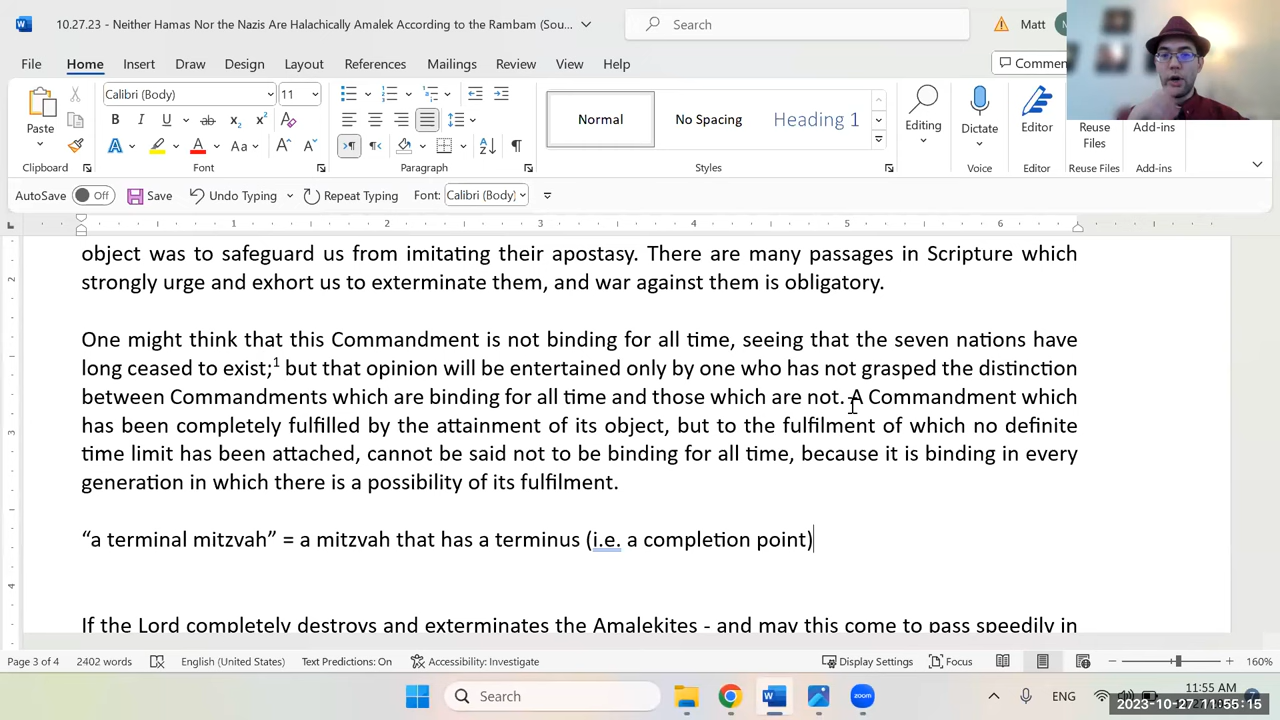 10.27.23 - Neither Hamas Nor the Nazis Are Halachically Amalek According to the Rambam (Sou...
Search
Matt
File Home Insert Draw Design Layout References Mailings Review View Help
Calibri (Body) 11
Paste
Normal
No Spacing
Heading 1
Editing
Dictate
Editor
Reuse Files
Add-ins
Clipboard
Font
Paragraph
Styles
Voice
Editor
Reuse Files
Add-ins
AutoSave Off Save Undo Typing Repeat Typing Font: Calibri (Body)
1 2 3 4 5 6
object was to safeguard us from imitating their apostasy. There are many passages in Scripture which
strongly urge and exhort us to exterminate them, and war against them is obligatory.
One might think that this Commandment is not binding for all time, seeing that the seven nations have
long ceased to exist;1 but that opinion will be entertained only by one who has not grasped the distinction
between Commandments which are binding for all time and those which are not. A Commandment which
has been completely fulfilled by the attainment of its object, but to the fulfilment of which no definite
time limit has been attached, cannot be said not to be binding for all time, because it is binding in every
generation in which there is a possibility of its fulfilment.
“a terminal mitzvah” = a mitzvah that has a terminus (i.e. a completion point)
If the Lord completely destroys and exterminates the Amalekites - and may this come to pass speedily in
Page 3 of 4 2402 words English (United States) Text Predictions: On Accessibility: Investigate Display Settings Focus 160%
Search
ENG
11:55 AM
2023-10-27 11:55:15